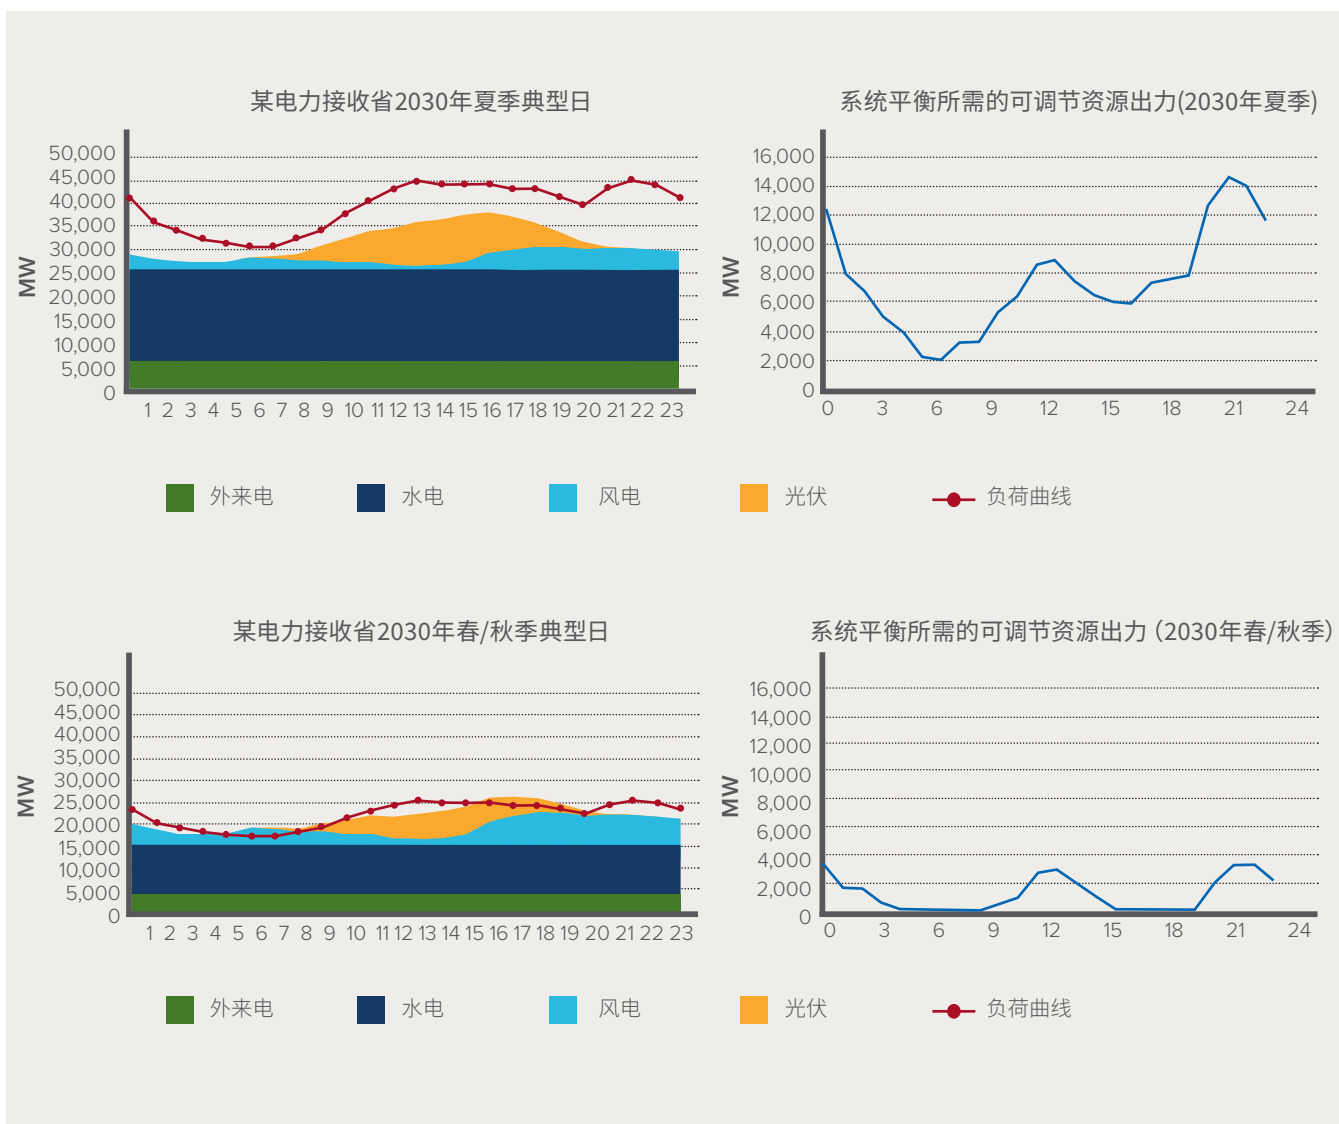 某电力接收省2030年夏季典型日
MW
50,000
45,000
40,000
35,000
30,000
25,000
20,000
15,000
10,000
5,000
0
1 2 3 4 5 6 7 8 9 10 11 12 13 14 15 16 17 18 19 20 21 22 23
系统平衡所需的可调节资源出力(2030年夏季)
MW
16,000
14,000
12,000
10,000
8,000
6,000
4,000
2,000
0
0 3 6 9 12 15 18 21 24
外来电 水电 风电 光伏 负荷曲线
某电力接收省2030年春/秋季典型日
MW
50,000
45,000
40,000
35,000
30,000
25,000
20,000
15,000
10,000
5,000
0
1 2 3 4 5 6 7 8 9 10 11 12 13 14 15 16 17 18 19 20 21 22 23
系统平衡所需的可调节资源出力（2030年春/秋季）
MW
16,000
14,000
12,000
10,000
8,000
6,000
4,000
2,000
0
0 3 6 9 12 15 18 21 24
外来电 水电 风电 光伏 负荷曲线